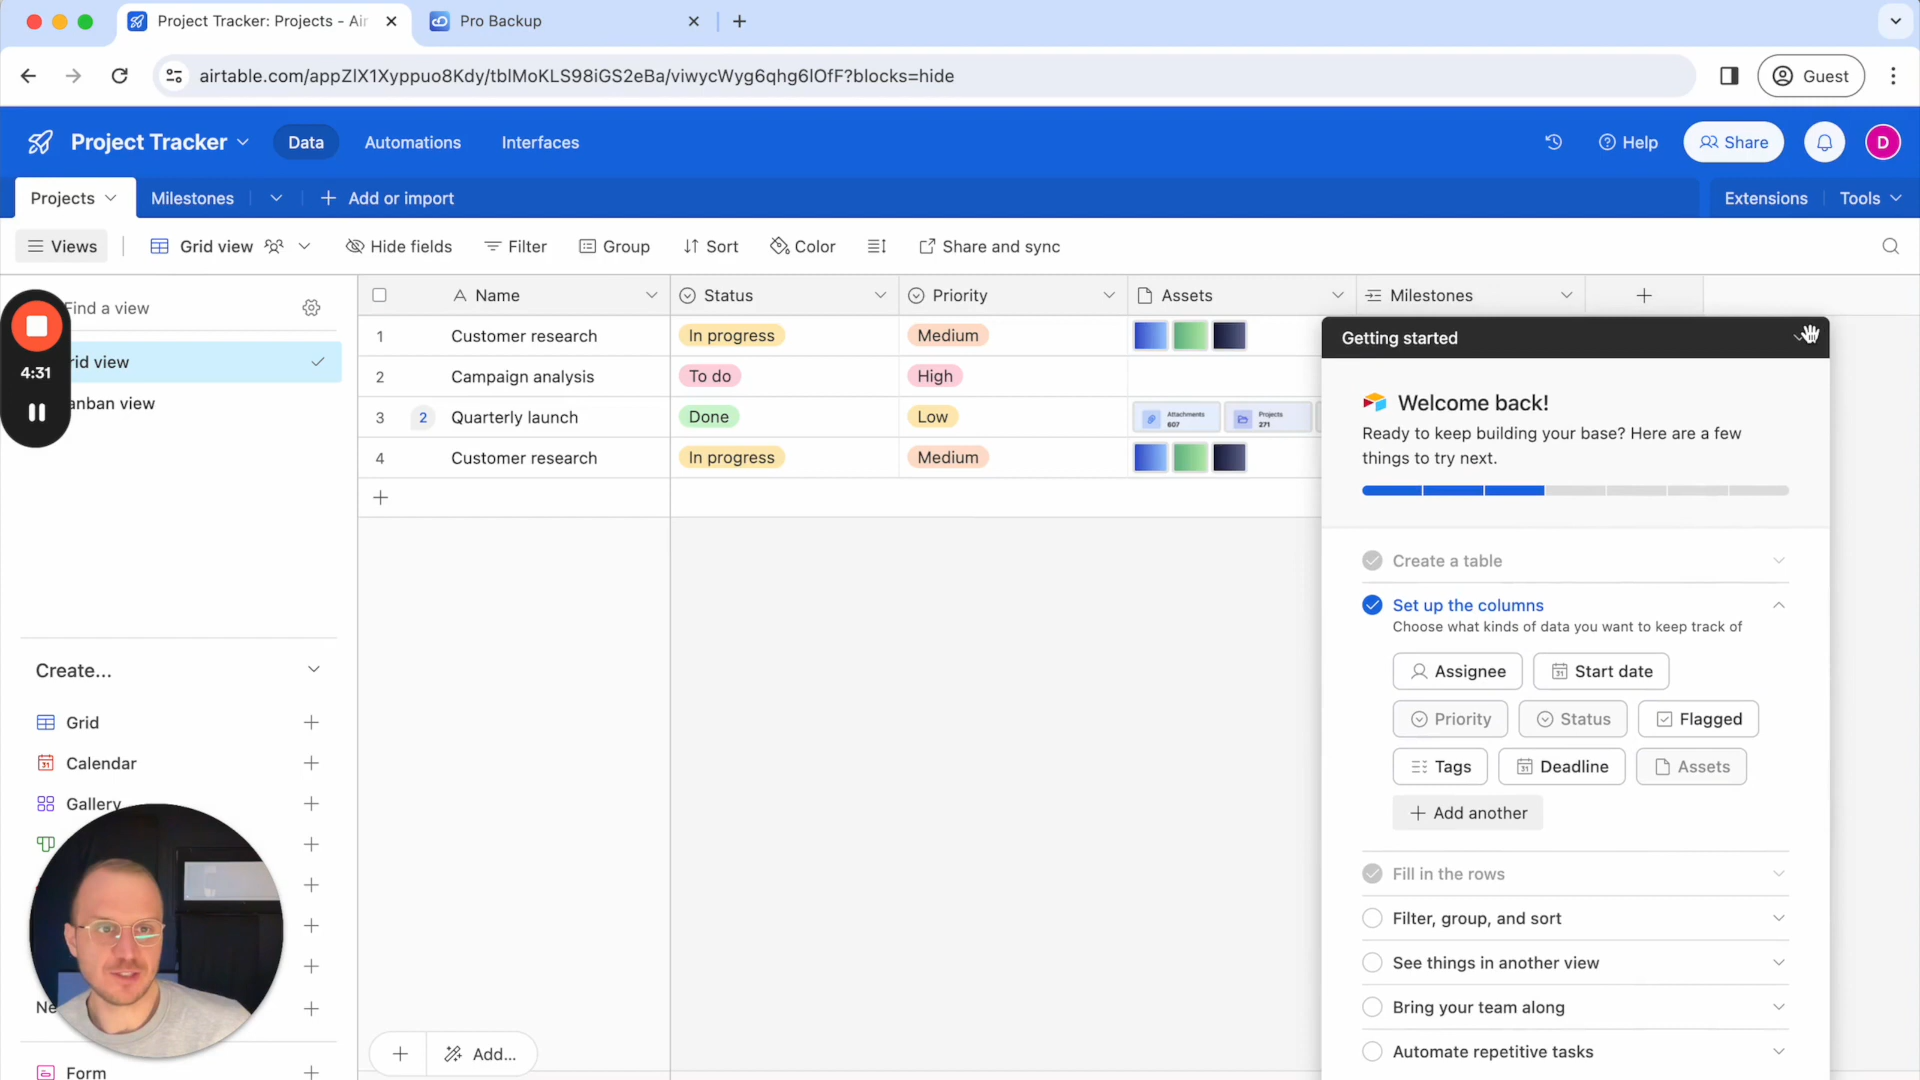 Project Tracker: Projects - Air
Pro Backup
airtable.com/appZlX1Xyppuo8Kdy/tblMoKLS98iGS2eBa/viwycWyg6qhg6lOfF?blocks=hide
Guest
Project Tracker
Data
Automations
Interfaces
Help
Share
D
Projects
Milestones
Add or import
Extensions
Tools
Views
Grid view
Hide fields
Filter
Group
Sort
Color
Share and sync
Find a view
Name
Status
Priority
Assets
Milestones
4:31
rid view
anban view
1 Customer research In progress Medium
2 Campaign analysis To do High
3 2 Quarterly launch Done Low
Attachments
607
Projects
271
4 Customer research In progress Medium
Getting started
Welcome back!
Ready to keep building your base? Here are a few
things to try next.
Create a table
Set up the columns
Choose what kinds of data you want to keep track of
Assignee
Start date
Priority
Status
Flagged
Tags
Deadline
Assets
Add another
Fill in the rows
Filter, group, and sort
See things in another view
Bring your team along
Automate repetitive tasks
Create...
Grid
Calendar
Gallery
Ne
Form
Add...